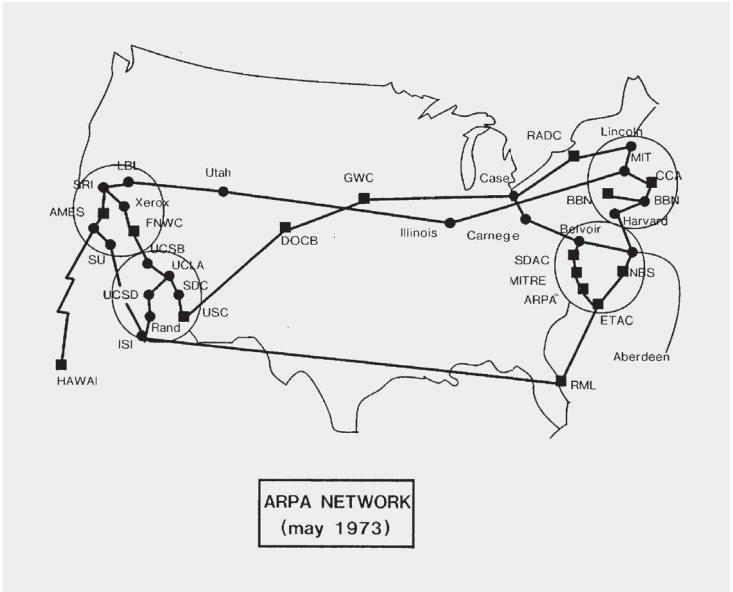 RADC
Lincoln
MIT
LBL
Utah
SRI
GWC
Case
CCA
Xerox
BBN
BBN
AMES
FNWC
Harvard
Illinois
Carnege
Belvoir
DOCB
UCSB
SU
UCLA
SDAC
NBS
MITRE
UCSD
SDC
ARPA
USC
ETAC
Rand
ISI
Aberdeen
HAWAI
RML
ARPA NETWORK
(may 1973)